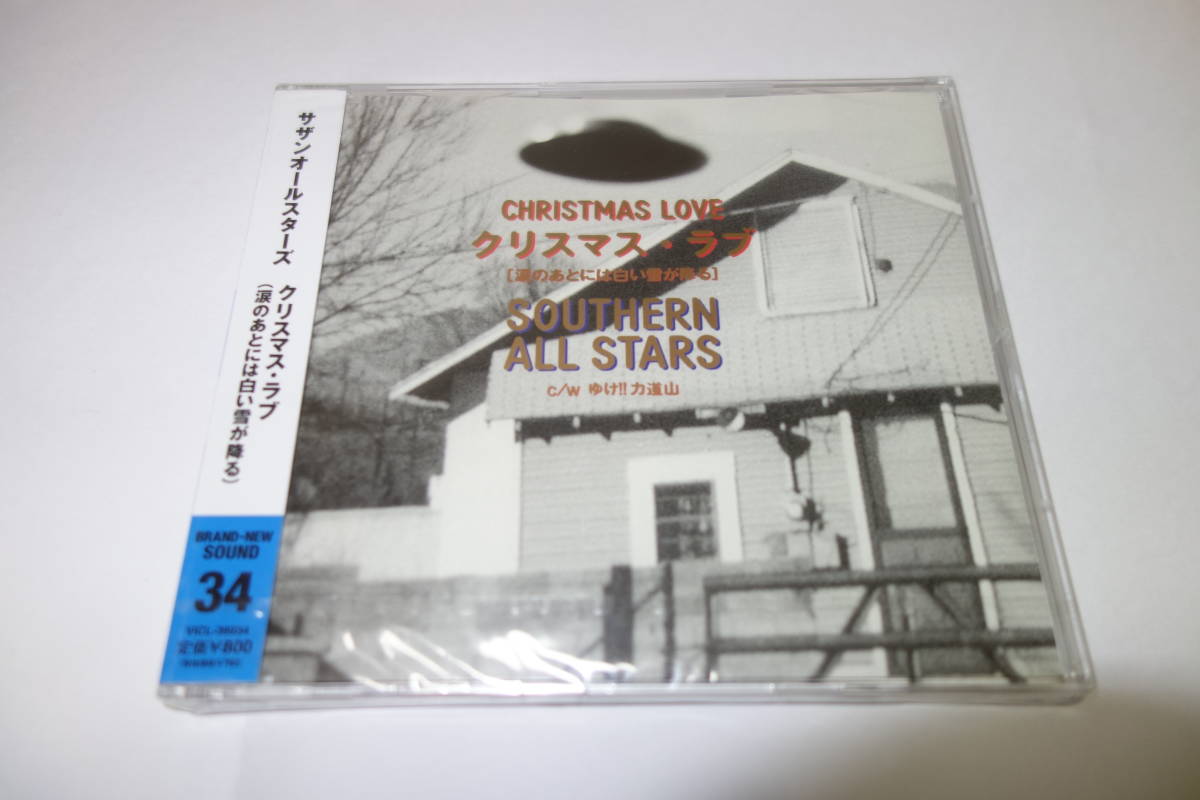 サザンオールスターズ クリスマス・ラブ
(涙のあとには白い雪が降る)
BRAND-NEW
SOUND
34
VICL-36034
定価¥800
CHRISTMAS LOVE
クリスマス・ラブ
[涙のあとには白い雪が降る]
SOUTHERN
ALL STARS
c/w ゆけ!!力道山